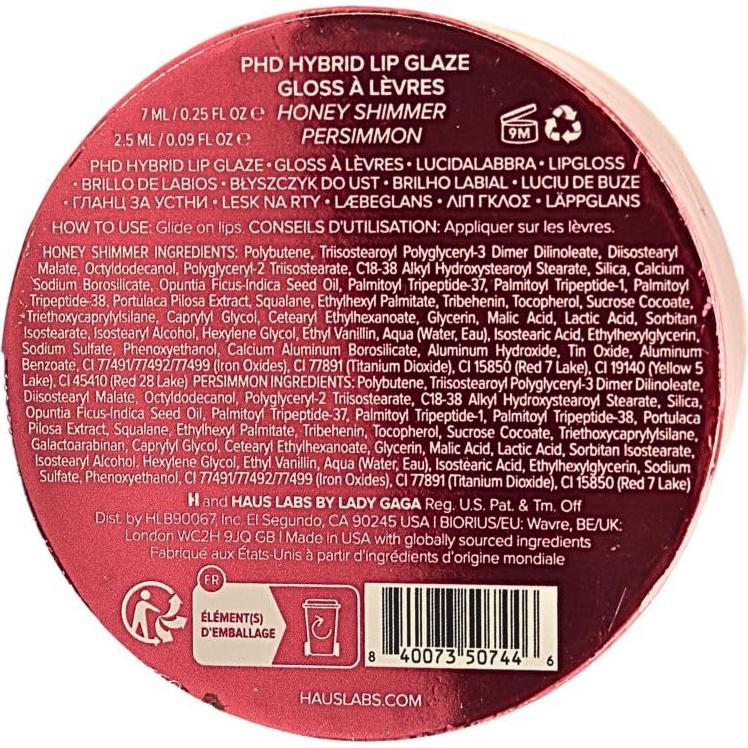 PHD HYBRID LIP GLAZE
GLOSS À LÈVRES
7 ML / 0.25 FL OZ ℮ HONEY SHIMMER
2.5 ML / 0.09 FL OZ ℮ PERSIMMON
9M
PHD HYBRID LIP GLAZE • GLOSS À LÈVRES • LUCIDALABBRA • LIPGLOSS
• BRILLO DE LABIOS • BŁYSZCZYK DO UST • BRILHO LABIAL • LUCIU DE BUZE
• ГЛАНЦ ЗА УСТНИ • LESK NA RTY • LÆBEGLANS • ΛΙΠ ΓΚΛΟΣ • LÄPPGLANS
HOW TO USE: Glide on lips. CONSEILS D'UTILISATION: Appliquer sur les lèvres.
HONEY SHIMMER INGREDIENTS: Polybutene, Triisostearoyl Polyglyceryl-3 Dimer Dilinoleate, Diisostearyl
Malate, Octyldodecanol, Polyglyceryl-2 Triisostearate, C18-38 Alkyl Hydroxystearoyl Stearate, Silica, Calcium
Sodium Borosilicate, Opuntia Ficus-Indica Seed Oil, Palmitoyl Tripeptide-37, Palmitoyl Tripeptide-1, Palmitoyl
Tripeptide-38, Portulaca Pilosa Extract, Squalane, Ethylhexyl Palmitate, Tribehenin, Tocopherol, Sucrose Cocoate,
Triethoxycaprylylsilane, Caprylyl Glycol, Cetearyl Ethylhexanoate, Glycerin, Malic Acid, Lactic Acid, Sorbitan
Isostearate, Isostearyl Alcohol, Hexylene Glycol, Ethyl Vanillin, Aqua (Water, Eau), Isostearic Acid, Ethylhexylglycerin,
Sodium Sulfate, Phenoxyethanol, Calcium Aluminum Borosilicate, Aluminum Hydroxide, Tin Oxide, Aluminum
Benzoate, CI 77491/77492/77499 (Iron Oxides), CI 77891 (Titanium Dioxide), CI 15850 (Red 7 Lake), CI 19140 (Yellow 5
Lake), CI 45410 (Red 28 Lake) PERSIMMON INGREDIENTS: Polybutene, Triisostearoyl Polyglyceryl-3 Dimer Dilinoleate,
Diisostearyl Malate, Octyldodecanol, Polyglyceryl-2 Triisostearate, C18-38 Alkyl Hydroxystearoyl Stearate, Silica,
Opuntia Ficus-Indica Seed Oil, Palmitoyl Tripeptide-37, Palmitoyl Tripeptide-1, Palmitoyl Tripeptide-38, Portulaca
Pilosa Extract, Squalane, Ethylhexyl Palmitate, Tribehenin, Tocopherol, Sucrose Cocoate, Triethoxycaprylylsilane,
Galactoarabinan, Caprylyl Glycol, Cetearyl Ethylhexanoate, Glycerin, Malic Acid, Lactic Acid, Sorbitan Isostearate,
Isostearyl Alcohol, Hexylene Glycol, Ethyl Vanillin, Aqua (Water, Eau), Isostearic Acid, Ethylhexylglycerin, Sodium
Sulfate, Phenoxyethanol, CI 77491/77492/77499 (Iron Oxides), CI 77891 (Titanium Dioxide), CI 15850 (Red 7 Lake)
H and HAUS LABS BY LADY GAGA Reg. U.S. Pat. & Tm. Off
Dist. by HLB90067, Inc. El Segundo, CA 90245 USA | BIORIUS/EU: Wavre, BE/UK:
London WC2H 9JQ GB | Made in USA with globally sourced ingredients
Fabriqué aux États-Unis à partir d'ingrédients d'origine mondiale
FR
ÉLÉMENT(S)
D'EMBALLAGE
8 40073 50744 6
HAUSLABS.COM